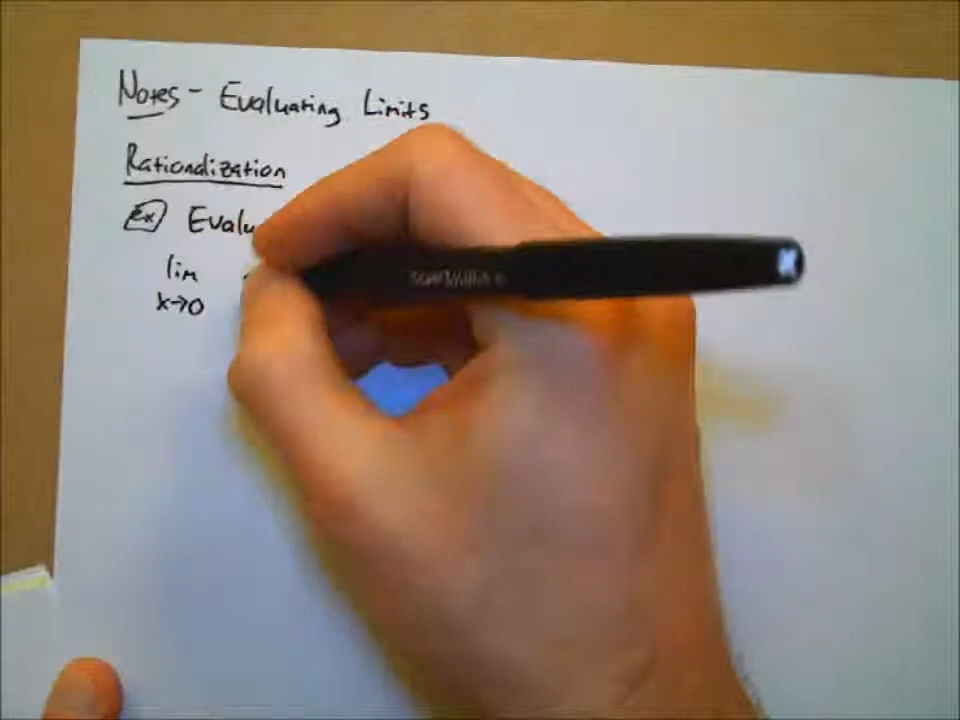 Notes - Evaluating Limits
Rationalization
Ex Evalu
lim
x→0